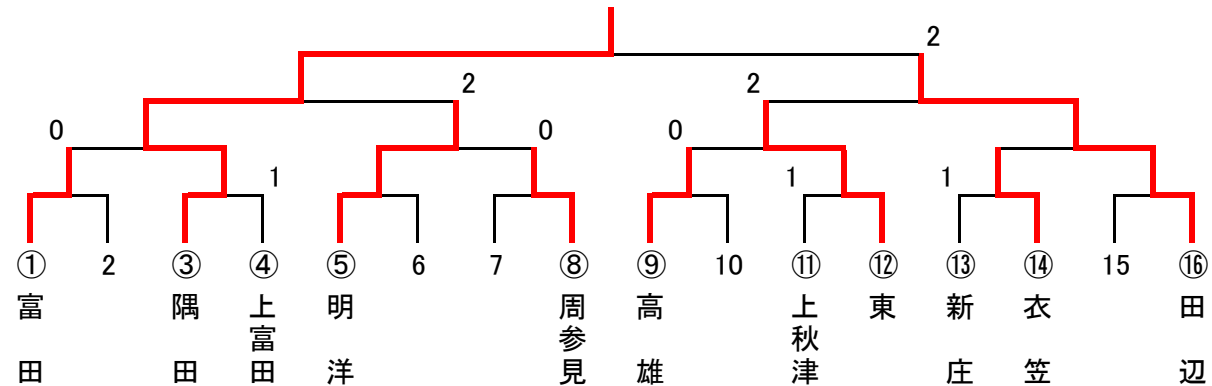 2
2 2
0 0 0
1 1 1
① 2 ③ ④ ⑤ 6 7 ⑧ ⑨ 10 ⑪ ⑫ ⑬ ⑭ 15 ⑯
富田
隅田
上富田
明洋
周参見
高雄
上秋津
東
新庄
衣笠
田辺